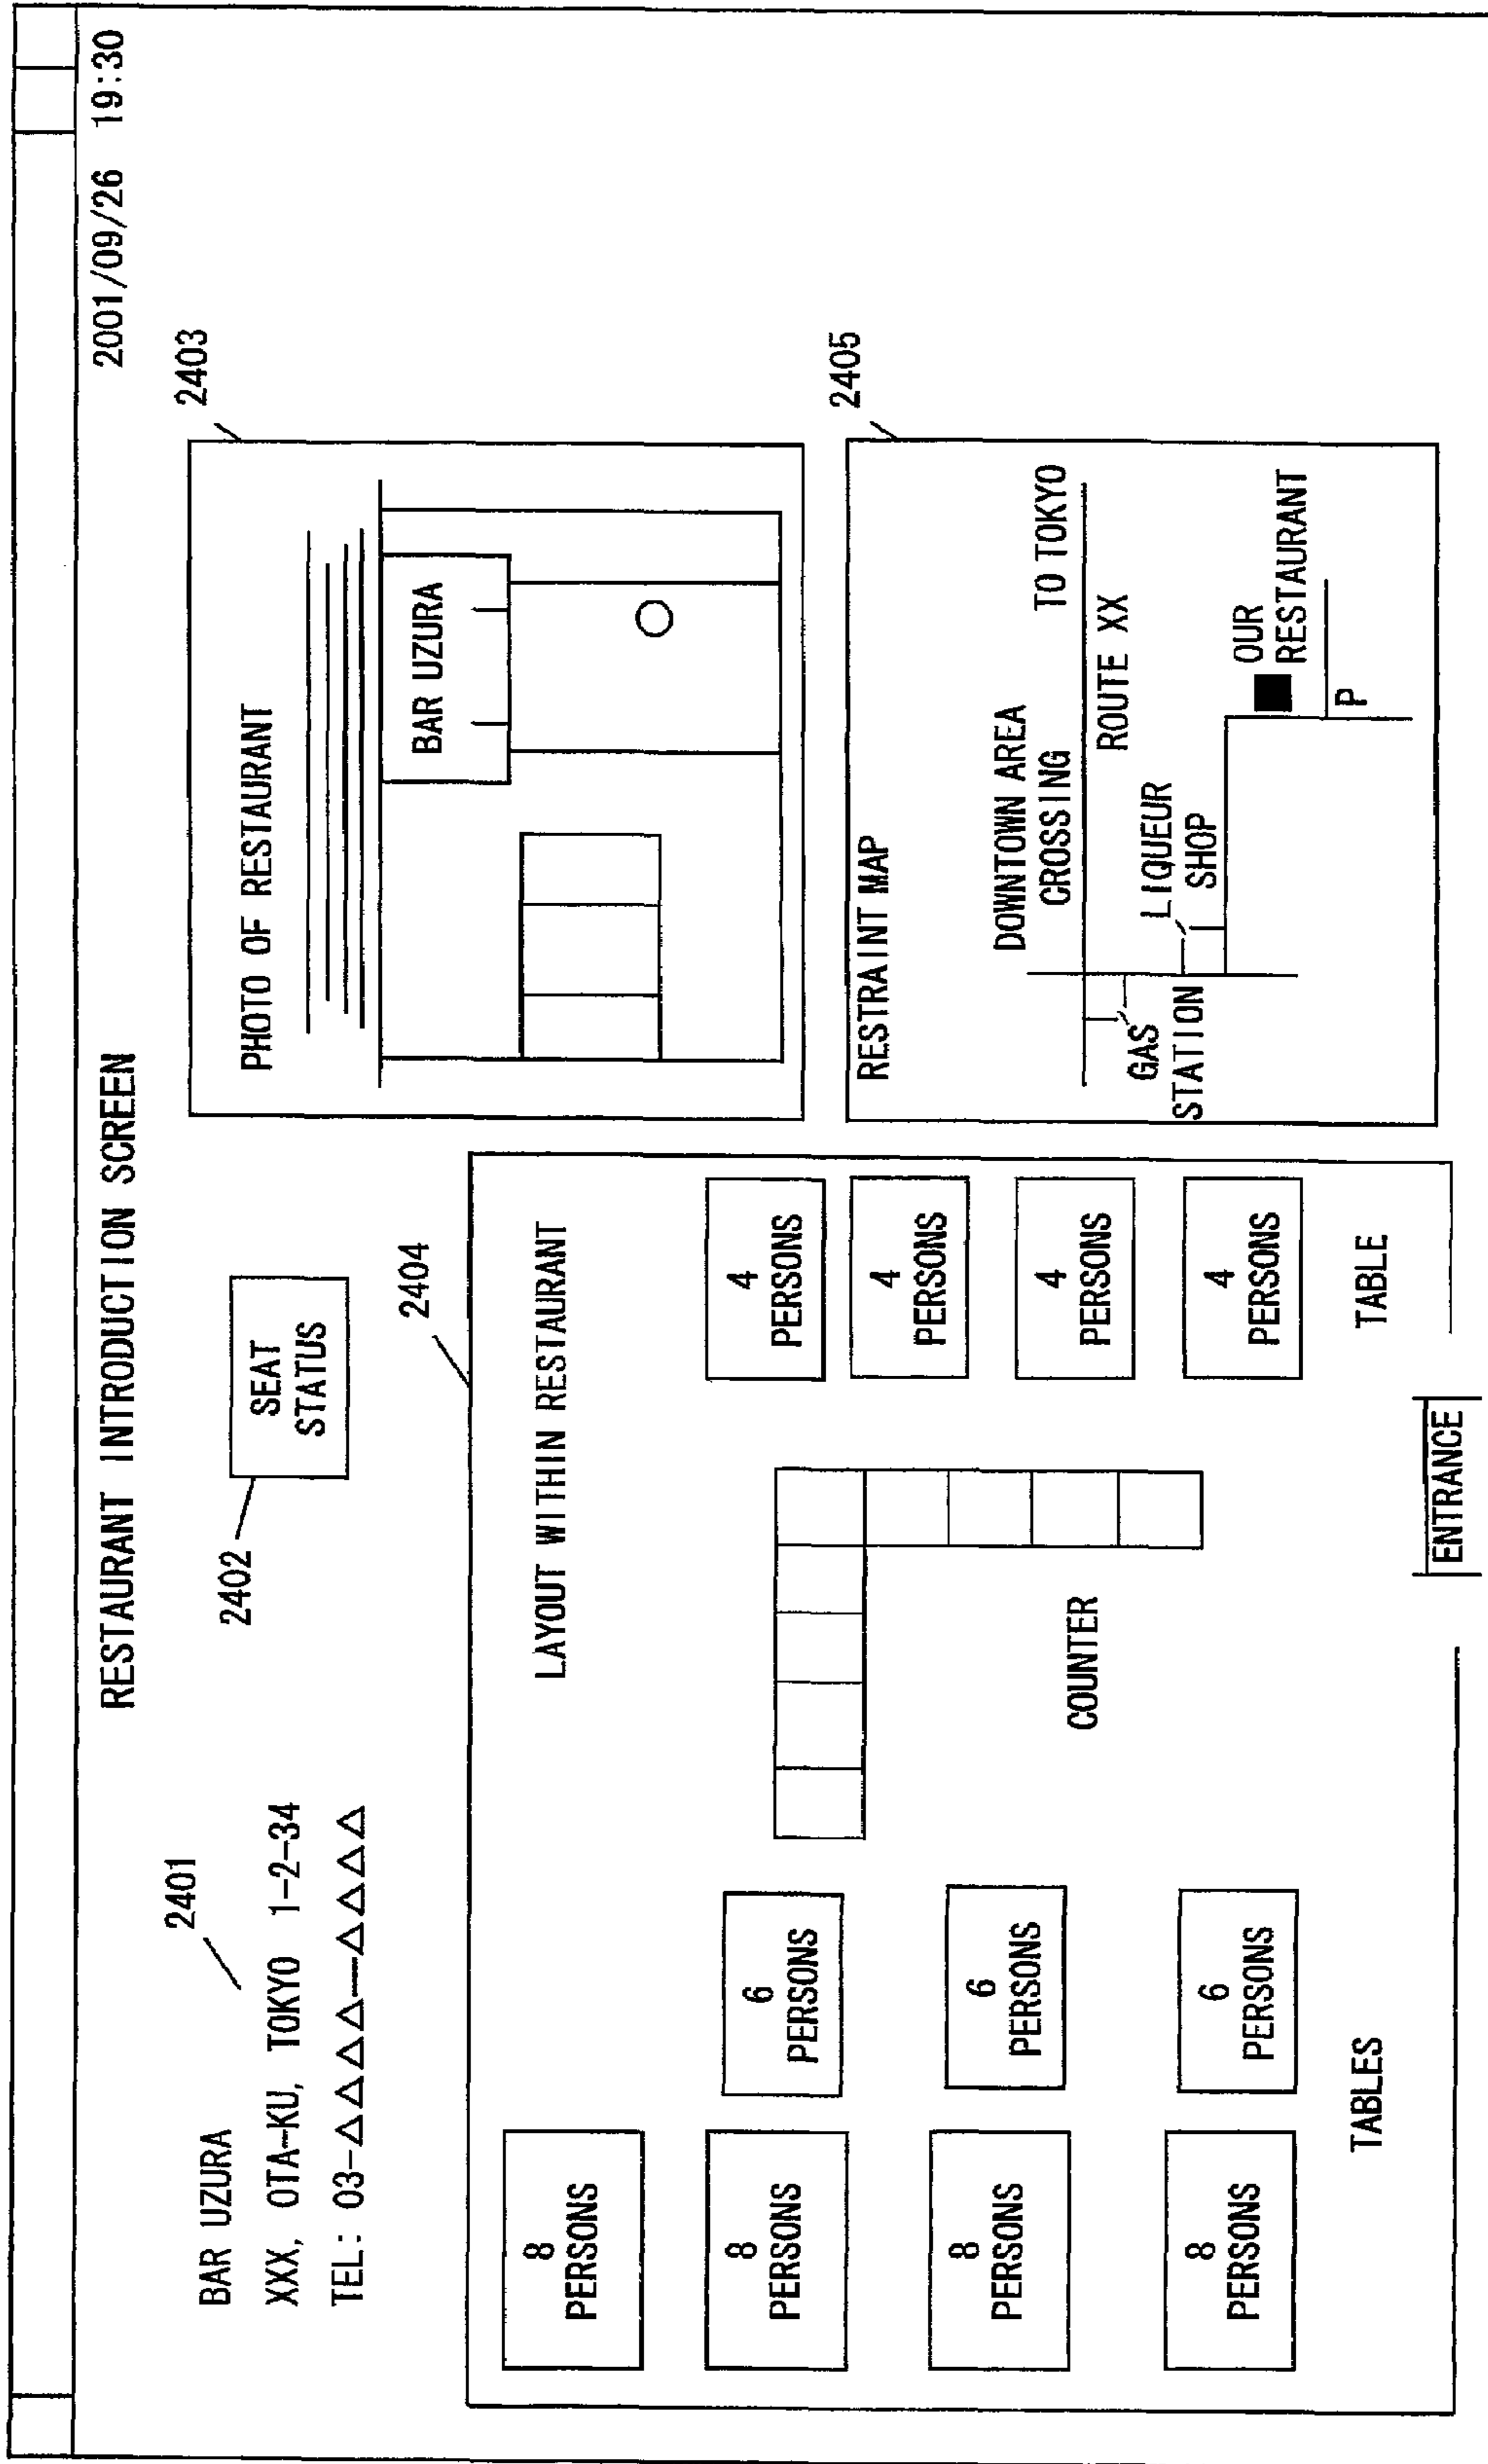 RESTAURANT INTRODUCTION SCREEN
2001/09/26 19:30
2401
BAR UZURA
XXX, OTA-KU, TOKYO 1-2-34
TEL: 03-△△△△-△△△△
2402
SEAT
STATUS
2404
LAYOUT WITHIN RESTAURANT
8
PERSONS
8
PERSONS
8
PERSONS
8
PERSONS
6
PERSONS
6
PERSONS
6
PERSONS
TABLES
COUNTER
4
PERSONS
4
PERSONS
4
PERSONS
4
PERSONS
TABLE
ENTRANCE
2403
PHOTO OF RESTAURANT
BAR UZURA
2405
RESTRAINT MAP
DOWNTOWN AREA
CROSSING
TO TOKYO
ROUTE XX
GAS
STATION
LIQUEUR
SHOP
OUR
RESTAURANT
P